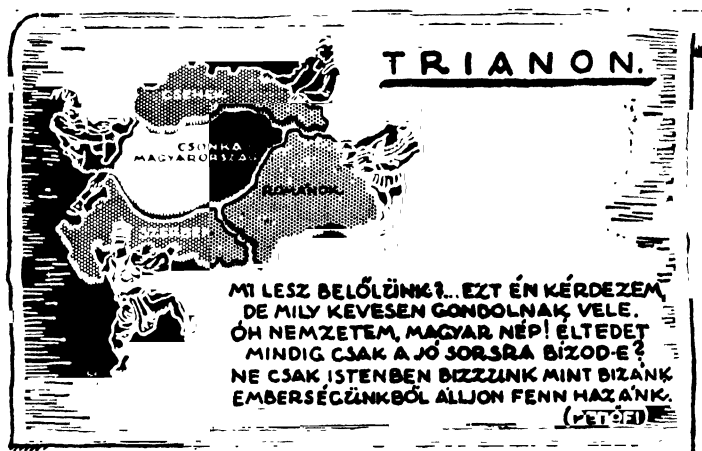 TRIANON.
CSEHEK
CSONKA
MAGYARORSZÁG
ROMÁNOK
SZERBEK
MI LESZ BELŐLÜNK?... EZT ÉN KÉRDEZEM,
DE MILY KEVESEN GONDOLNAK VELE.
ÓH NEMZETEM, MAGYAR NÉP! ÉLTEDET
MINDIG CSAK A JÓ SORSRA BÍZOD-E?
NE CSAK ISTENBEN BIZZUNK MINT BIZÁNK
EMBERSÉGÜNKBŐL ÁLLJON FENN HAZÁNK.
(PETŐFI)